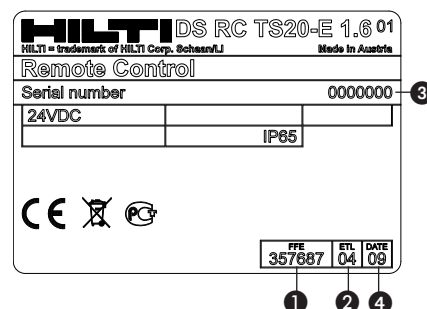 HILTI DS RC TS20-E 1.6 01
HILTI = trademark of HILTI Corp. Schaan/LI Made in Austria
Remote Control
Serial number 0000000 3
24VDC
IP65
CE PCT
FFE ETL DATE
357687 04 09
1 2 4